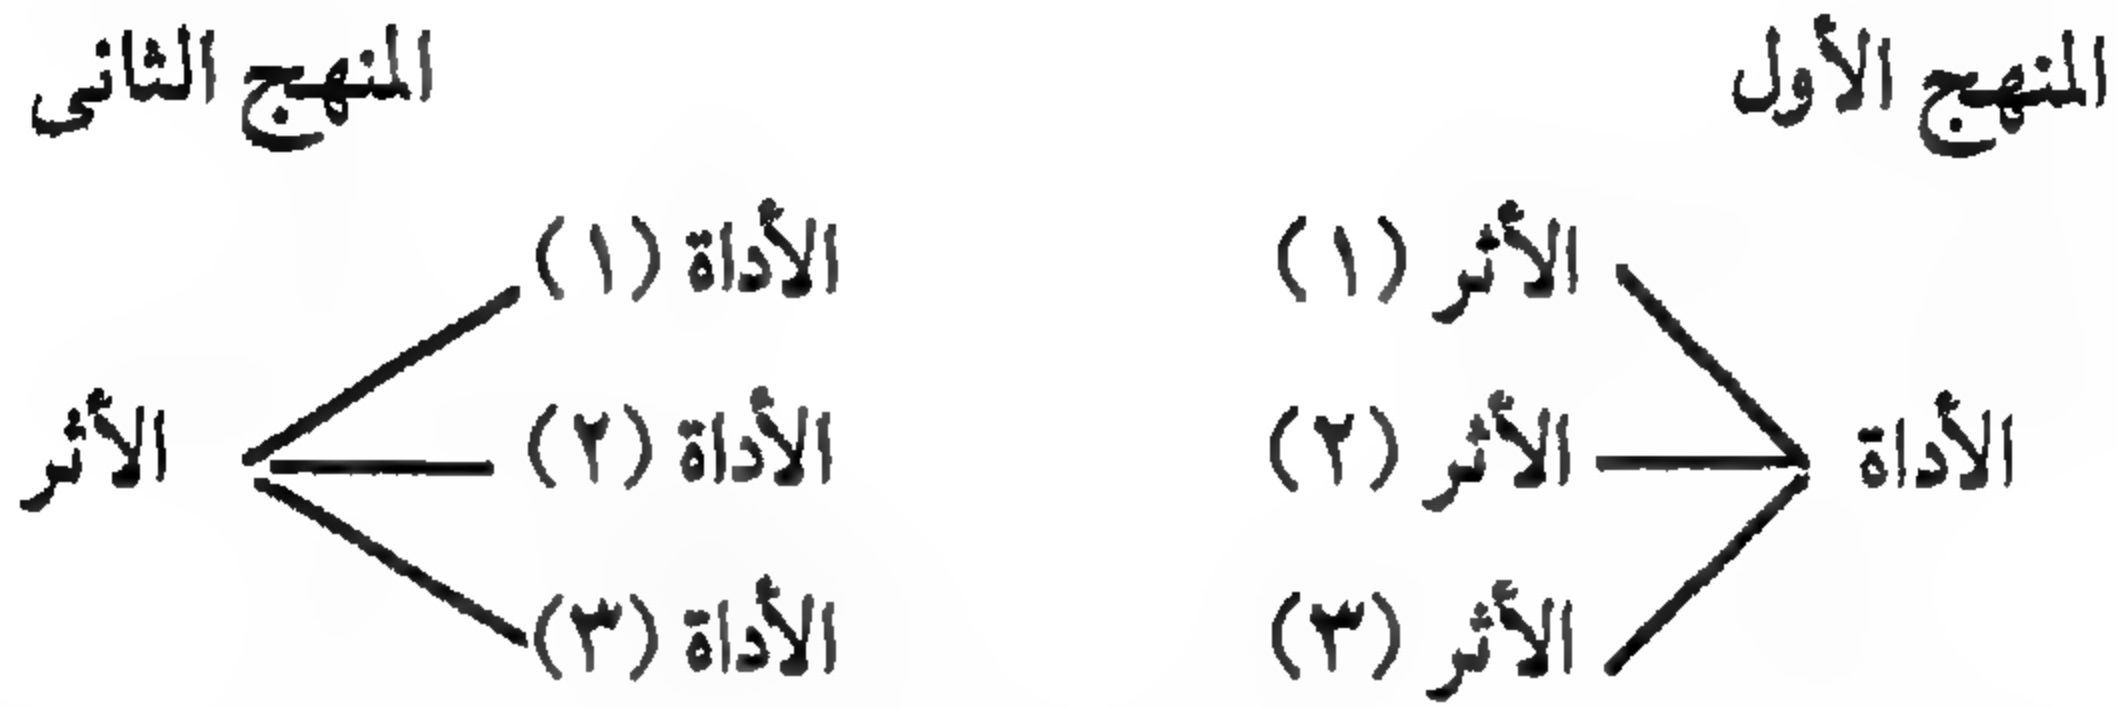 المنهج الأول المنهج الثانى
الأثر (١) الأداة (١)
الأداة الأثر (٢) الأداة (٢) الأثر
الأثر (٣) الأداة (٣)